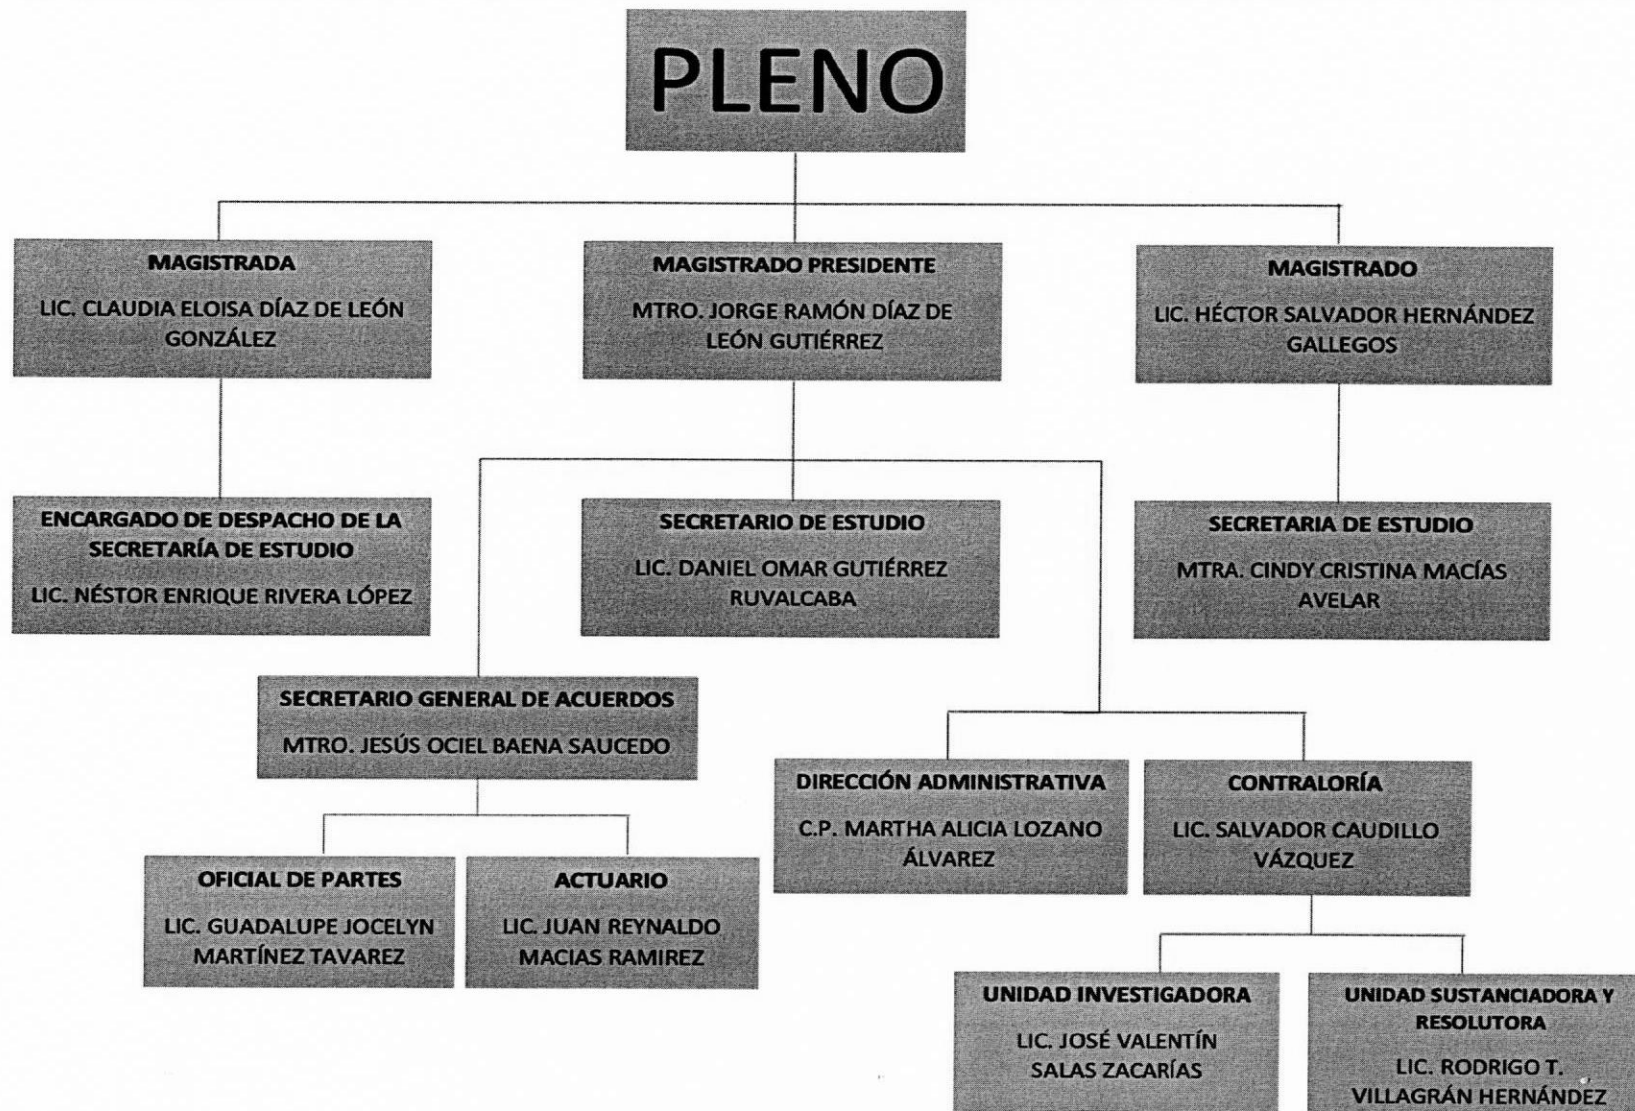 PLENO
MAGISTRADA
LIC. CLAUDIA ELOISA DÍAZ DE LEÓN
GONZÁLEZ
MAGISTRADO PRESIDENTE
MTRO. JORGE RAMÓN DÍAZ DE
LEÓN GUTIÉRREZ
MAGISTRADO
LIC. HÉCTOR SALVADOR HERNÁNDEZ
GALLEGOS
ENCARGADO DE DESPACHO DE LA
SECRETARÍA DE ESTUDIO
LIC. NÉSTOR ENRIQUE RIVERA LÓPEZ
SECRETARIO DE ESTUDIO
LIC. DANIEL OMAR GUTIÉRREZ
RUVALCABA
SECRETARIA DE ESTUDIO
MTRA. CINDY CRISTINA MACÍAS
AVELAR
SECRETARIO GENERAL DE ACUERDOS
MTRO. JESÚS OCIEL BAENA SAUCEDO
DIRECCIÓN ADMINISTRATIVA
C.P. MARTHA ALICIA LOZANO
ÁLVAREZ
CONTRALORÍA
LIC. SALVADOR CAUDILLO
VÁZQUEZ
OFICIAL DE PARTES
LIC. GUADALUPE JOCELYN
MARTÍNEZ TAVAREZ
ACTUARIO
LIC. JUAN REYNALDO
MACIAS RAMIREZ
UNIDAD INVESTIGADORA
LIC. JOSÉ VALENTÍN
SALAS ZACARÍAS
UNIDAD SUSTANCIADORA Y
RESOLUTORA
LIC. RODRIGO T.
VILLAGRÁN HERNÁNDEZ